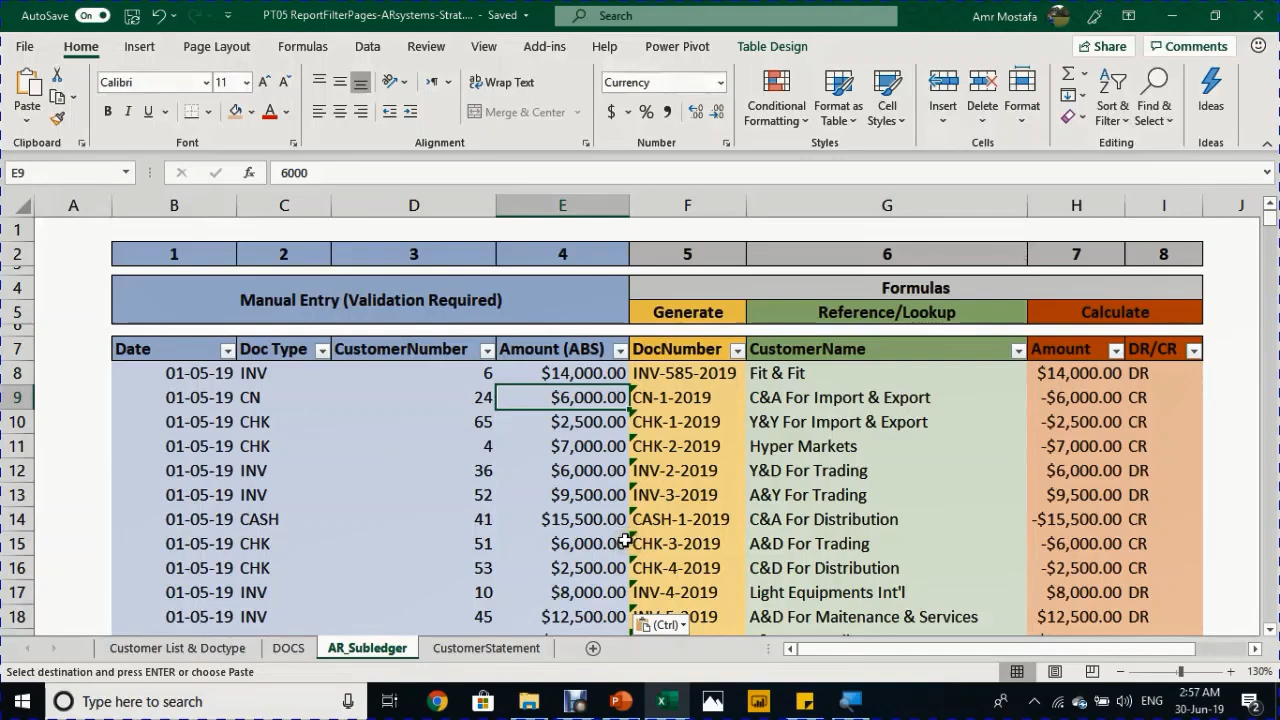 AutoSave On PT05 ReportFilterPages-ARsystems-Strat... - Saved Search Amr Mostafa
File Home Insert Page Layout Formulas Data Review View Add-ins Help Power Pivot Table Design Share Comments
Paste Calibri 11 Wrap Text Currency Conditional Formatting Format as Table Cell Styles Insert Delete Format Sort & Filter Find & Select Ideas
B I U A Merge & Center $ %
Clipboard Font Alignment Number Styles Cells Editing Ideas
E9 fx 6000
A B C D E F G H I J
1
2 1 2 3 4 5 6 7 8
4 Manual Entry (Validation Required) Formulas
5 Generate Reference/Lookup Calculate
7 Date Doc Type CustomerNumber Amount (ABS) DocNumber CustomerName Amount DR/CR
8 01-05-19 INV 6 $14,000.00 INV-585-2019 Fit & Fit $14,000.00 DR
9 01-05-19 CN 24 $6,000.00 CN-1-2019 C&A For Import & Export -$6,000.00 CR
10 01-05-19 CHK 65 $2,500.00 CHK-1-2019 Y&Y For Import & Export -$2,500.00 CR
11 01-05-19 CHK 4 $7,000.00 CHK-2-2019 Hyper Markets -$7,000.00 CR
12 01-05-19 INV 36 $6,000.00 INV-2-2019 Y&D For Trading $6,000.00 DR
13 01-05-19 INV 52 $9,500.00 INV-3-2019 A&Y For Trading $9,500.00 DR
14 01-05-19 CASH 41 $15,500.00 CASH-1-2019 C&A For Distribution -$15,500.00 CR
15 01-05-19 CHK 51 $6,000.00 CHK-3-2019 A&D For Trading -$6,000.00 CR
16 01-05-19 CHK 53 $2,500.00 CHK-4-2019 C&D For Distribution -$2,500.00 CR
17 01-05-19 INV 10 $8,000.00 INV-4-2019 Light Equipments Int'l $8,000.00 DR
18 01-05-19 INV 45 $12,500.00 INV-5-2019 A&D For Maitenance & Services $12,500.00 DR
(Ctrl)
Customer List & Doctype DOCS AR_Subledger CustomerStatement
Select destination and press ENTER or choose Paste 130%
Type here to search ENG 2:57 AM
30-Jun-19 2